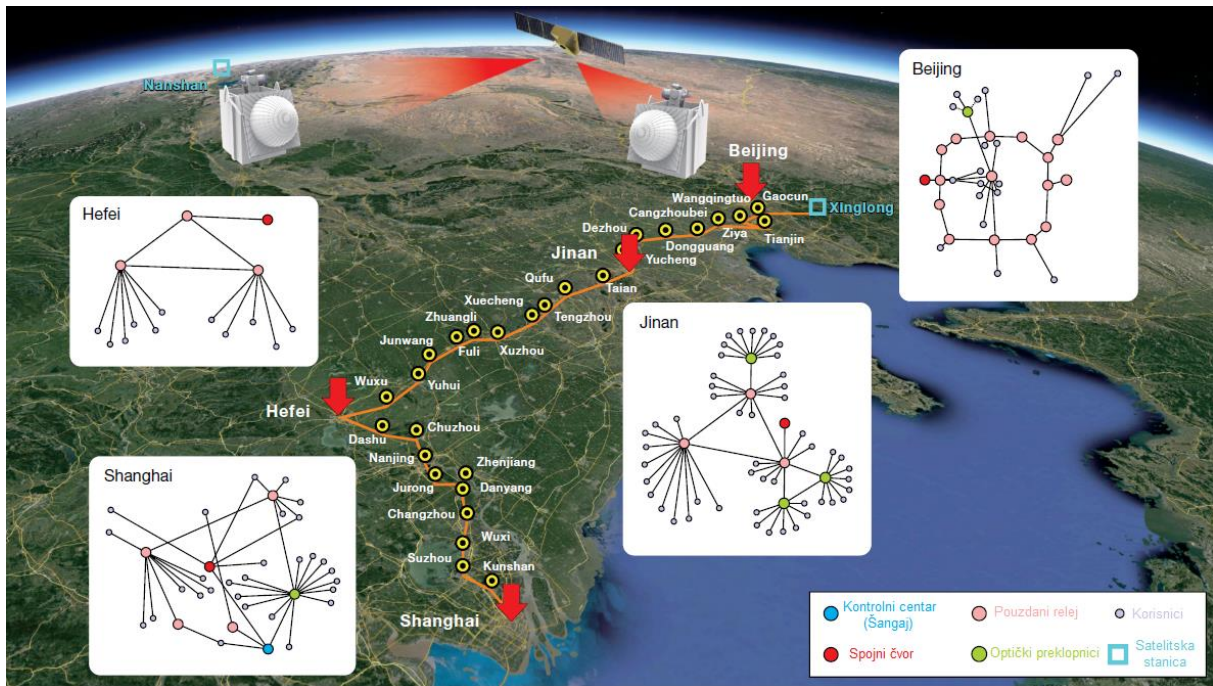 Nanshan
Beijing
Beijing
Wangqingtuo
Gaocun
Cangzhoubei
Xinglong
Hefei
Dezhou
Ziya
Dongguang
Tianjin
Jinan
Yucheng
Qufu
Taian
Xuecheng
Zhuangli
Tengzhou
Jinan
Junwang
Fuli
Xuzhou
Wuxu
Yuhui
Hefei
Chuzhou
Dashu
Nanjing
Zhenjiang
Shanghai
Jurong
Danyang
Changzhou
Wuxi
Suzhou
Kunshan
Shanghai
Kontrolni centar
(Šangaj)
Pouzdani relej
Korisnici
Spojni čvor
Optički preklopnici
Satelitska
stanica